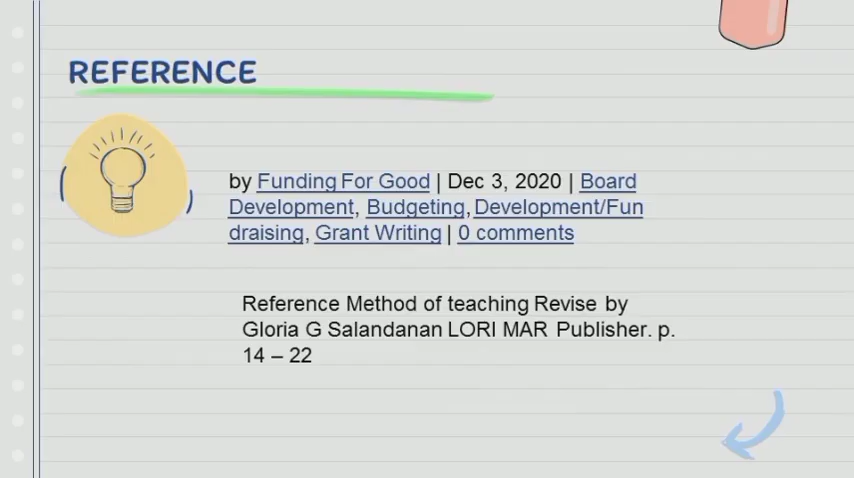 REFERENCE
by Funding For Good | Dec 3, 2020 | Board
Development, Budgeting, Development/Fun
draising, Grant Writing | 0 comments
Reference Method of teaching Revise by
Gloria G Salandanan LORI MAR Publisher. p.
14 – 22